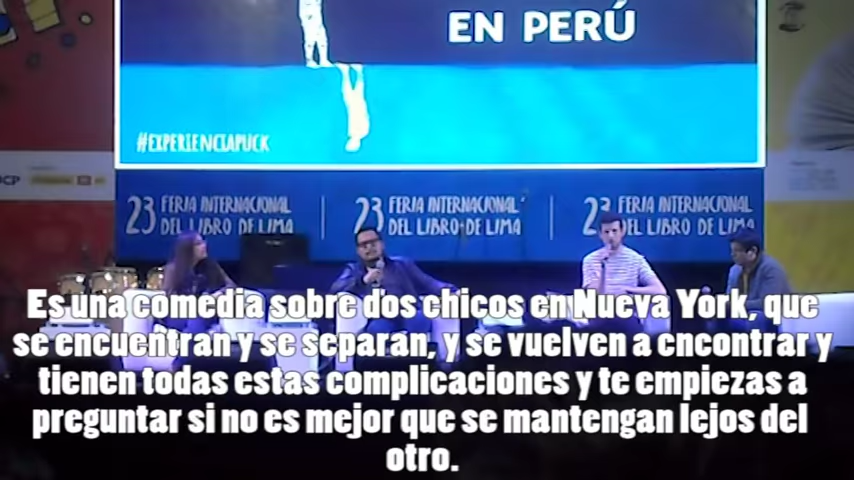 EN PERÚ
#EXPERIENCIAPUCK
23 FERIA INTERNACIONAL DEL LIBRO DE LIMA
23 FERIA INTERNACIONAL DEL LIBRO DE LIMA
23 FERIA INTERNACIONAL DEL LIBRO DE LIMA
Es una comedia sobre dos chicos en Nueva York, que
se encuentran y se separan, y se vuelven a encontrar y
tienen todas estas complicaciones y te empiezas a
preguntar si no es mejor que se mantengan lejos del
otro.